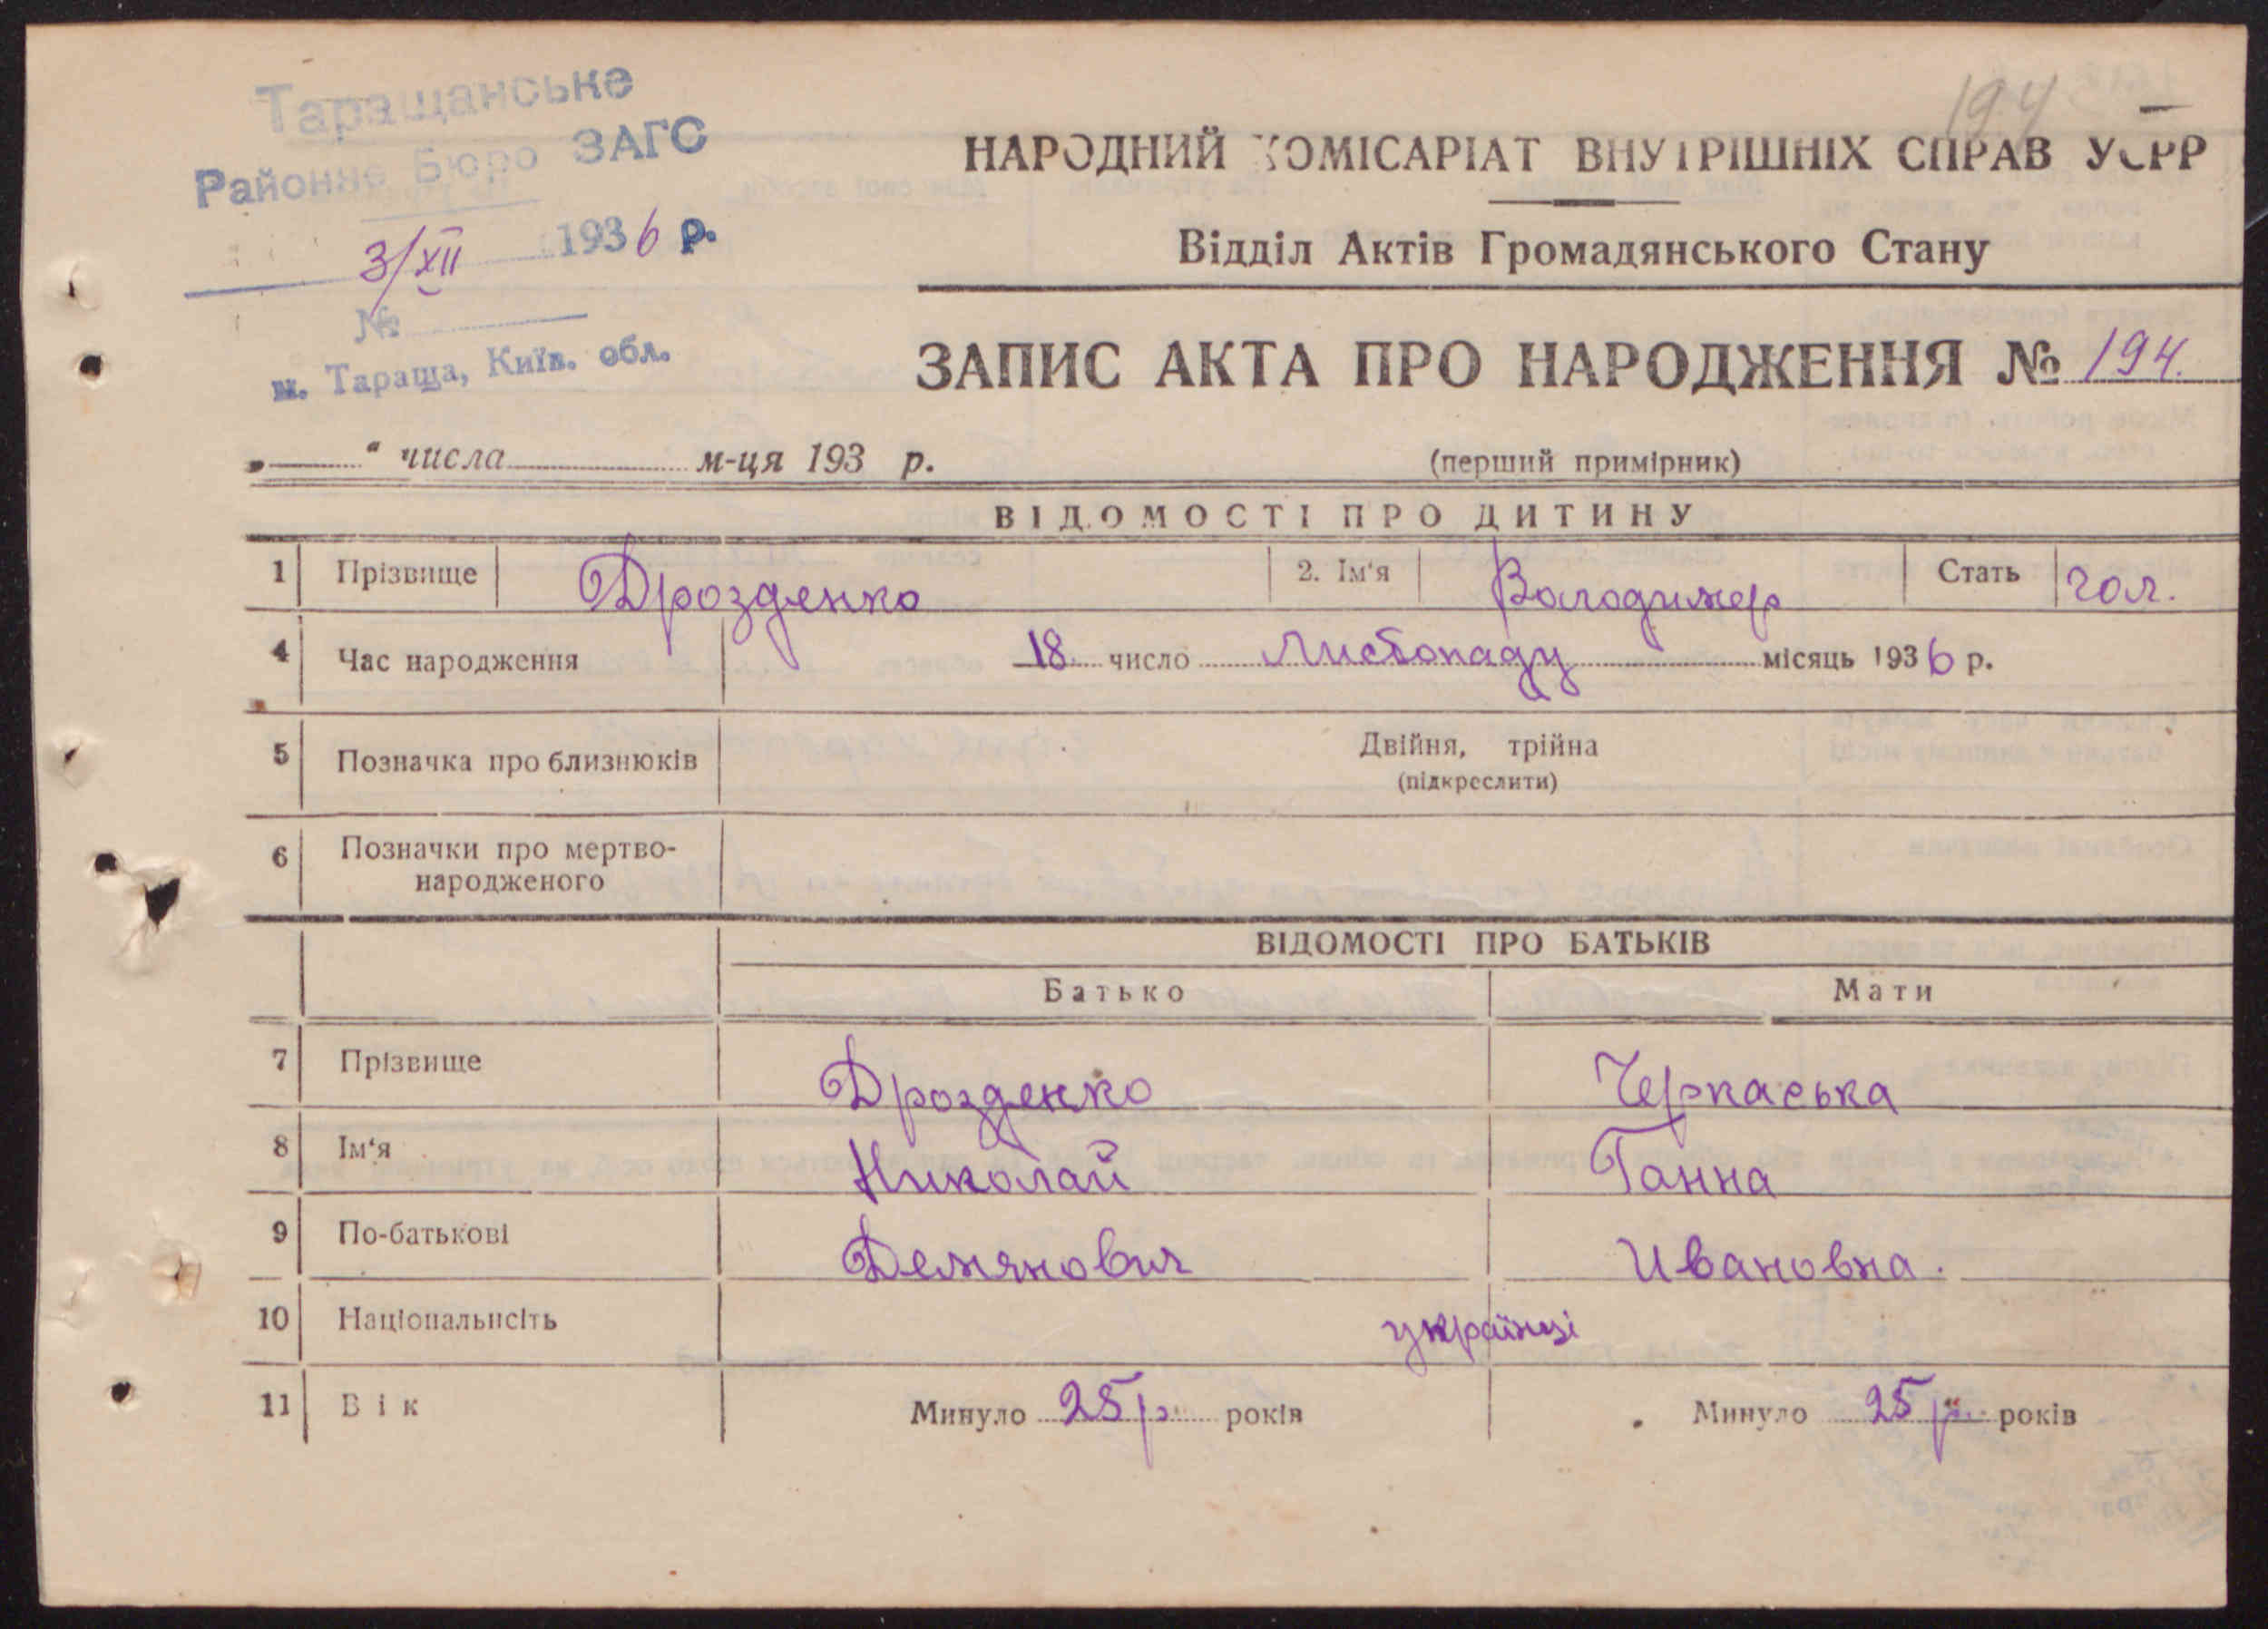 Таращанське
Районне Бюро ЗАГС
3/XII 1936 р.
№
м. Тараща, Київ. обл.
194
НАРОДНИЙ КОМІСАРІАТ ВНУТРІШНІХ СПРАВ УСРР
Відділ Актів Громадянського Стану
ЗАПИС АКТА ПРО НАРОДЖЕННЯ № 194.
„ “ числа м-ця 193 р. (перший примірник)
ВІДОМОСТІ ПРО ДИТИНУ
1 Прізвище Дрозденко 2. Ім‘я Володимер Стать чол.
4 Час народження 18 число Листопаду місяць 1936 р.
5 Позначка про близнюків Двійня, трійна
(підкреслити)
6 Позначки про мертво-
народженого
ВІДОМОСТІ ПРО БАТЬКІВ
Батько Мати
7 Прізвище Дрозденко Черкаська
8 Ім‘я Николай Ганна
9 По-батькові Демянович Ивановна.
10 Національнсіть українці
11 Вік Минуло 25 р. років Минуло 25 р. років